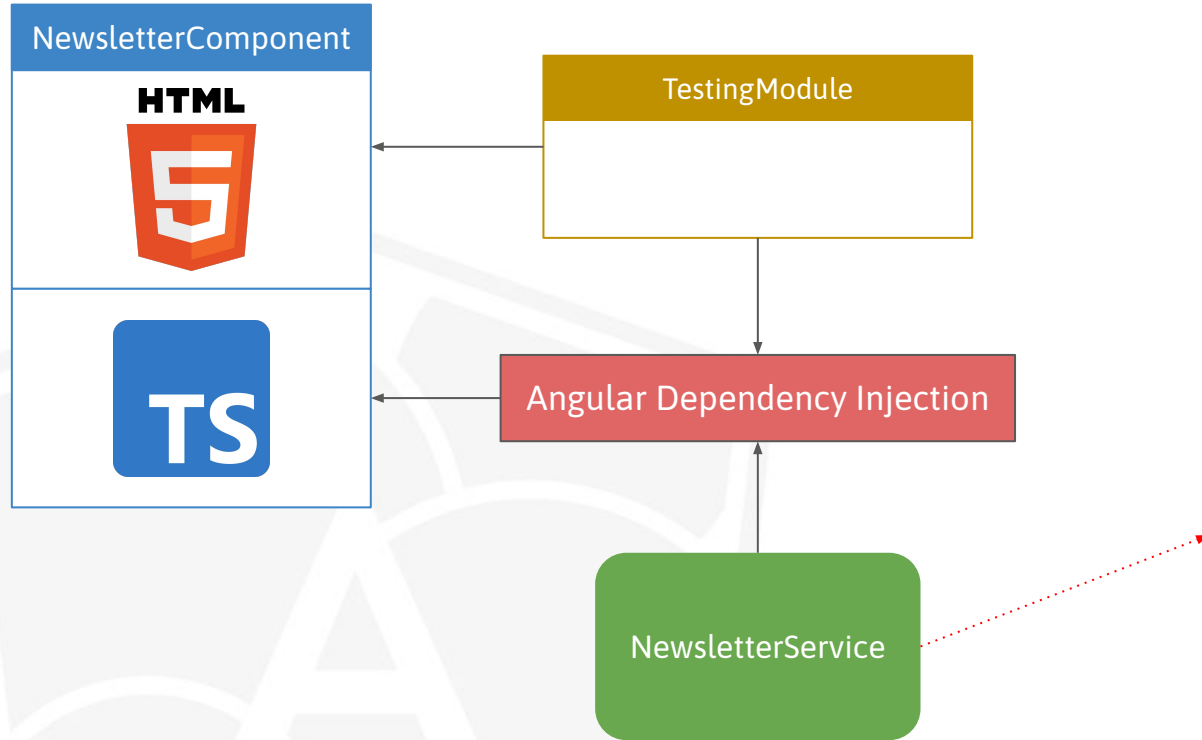 NewsletterComponent
HTML
5
TS
TestingModule
Angular Dependency Injection
NewsletterService